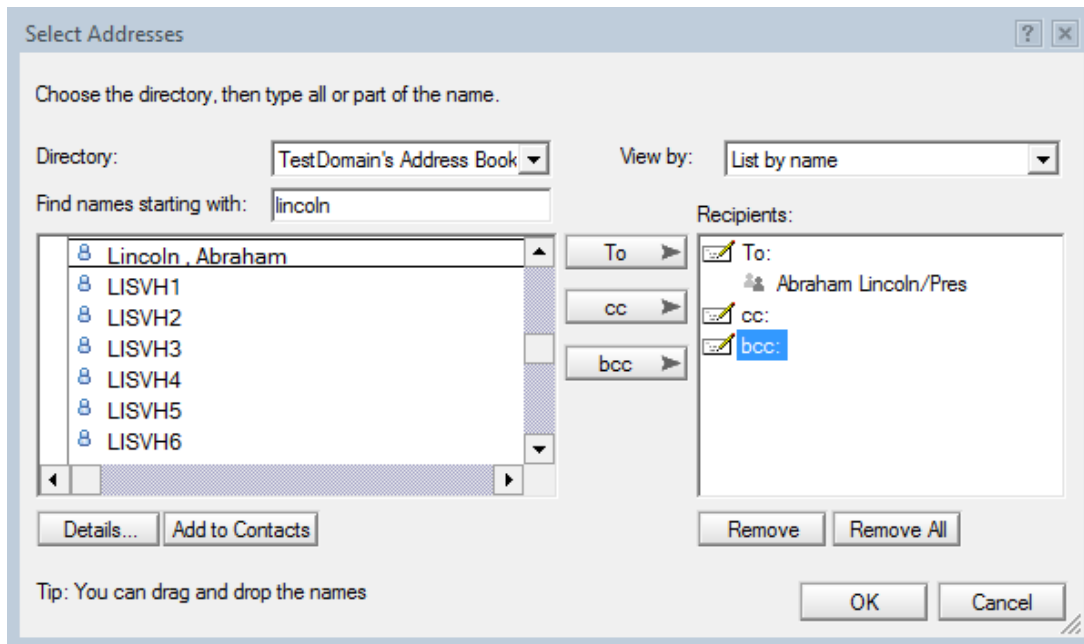 Select Addresses
Choose the directory, then type all or part of the name.
Directory: TestDomain's Address Book View by: List by name
Find names starting with: lincoln
Recipients:
Lincoln , Abraham
LISVH1
LISVH2
LISVH3
LISVH4
LISVH5
LISVH6
To
cc
bcc
To:
Abraham Lincoln/Pres
cc:
bcc:
Details... Add to Contacts Remove Remove All
Tip: You can drag and drop the names
OK Cancel